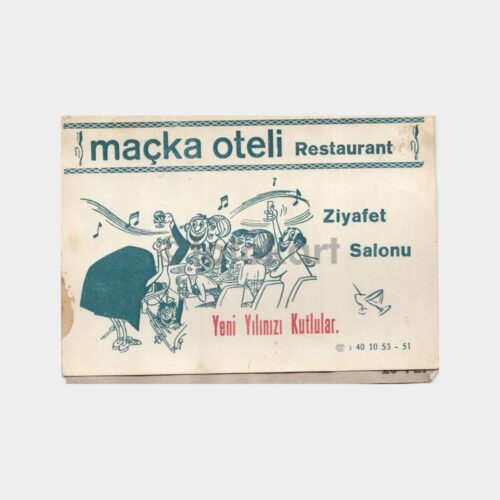 maçka oteli Restaurant
Ziyafet
Salonu
Yeni Yılınızı Kutlular.
☏ : 40 10 53 - 51